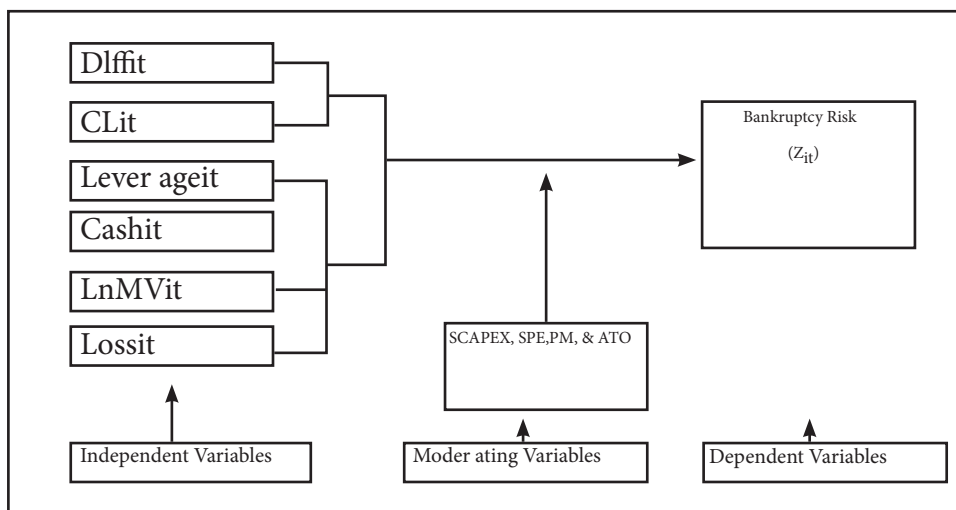 Dlffit
CLit
Lever ageit
Cashit
LnMVit
Lossit
Bankruptcy Risk
(Zit)
SCAPEX, SPE,PM, & ATO
Independent Variables
Moder ating Variables
Dependent Variables